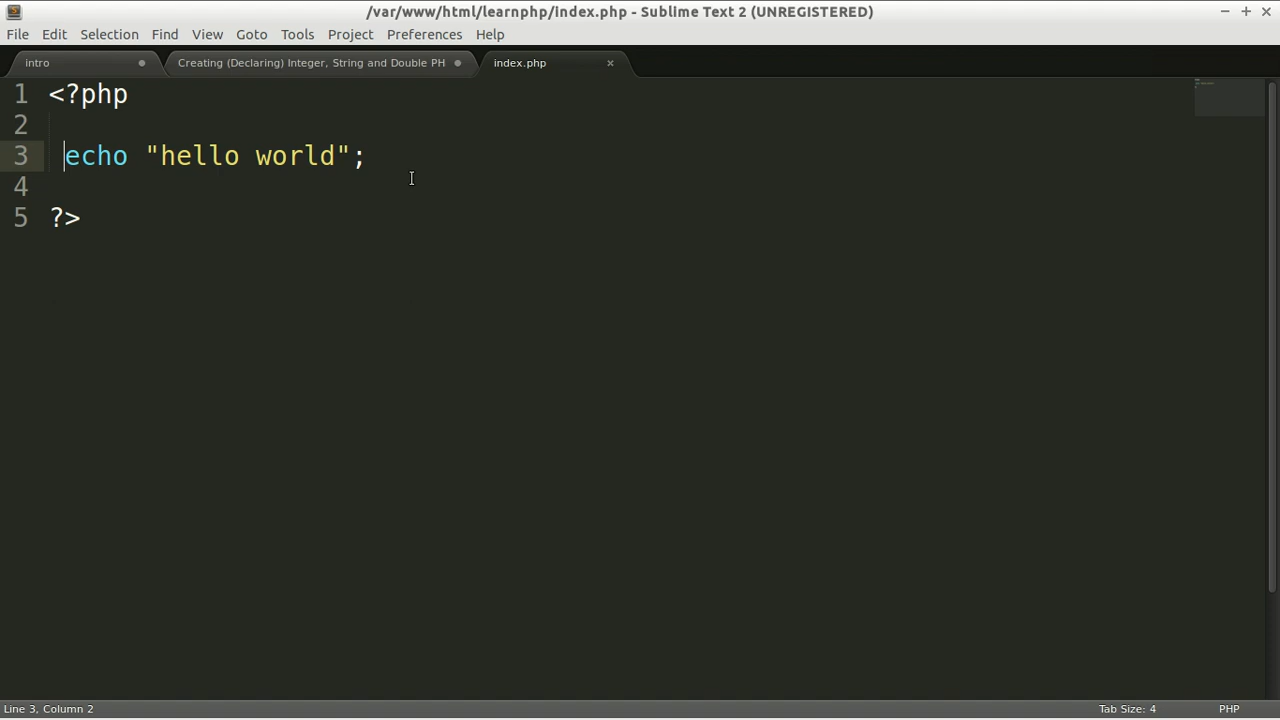 /var/www/html/learnphp/index.php - Sublime Text 2 (UNREGISTERED)
File Edit Selection Find View Goto Tools Project Preferences Help
intro Creating (Declaring) Integer, String and Double PH index.php
1 <?php
2
3 echo "hello world";
4
5 ?>
Line 3, Column 2 Tab Size: 4 PHP